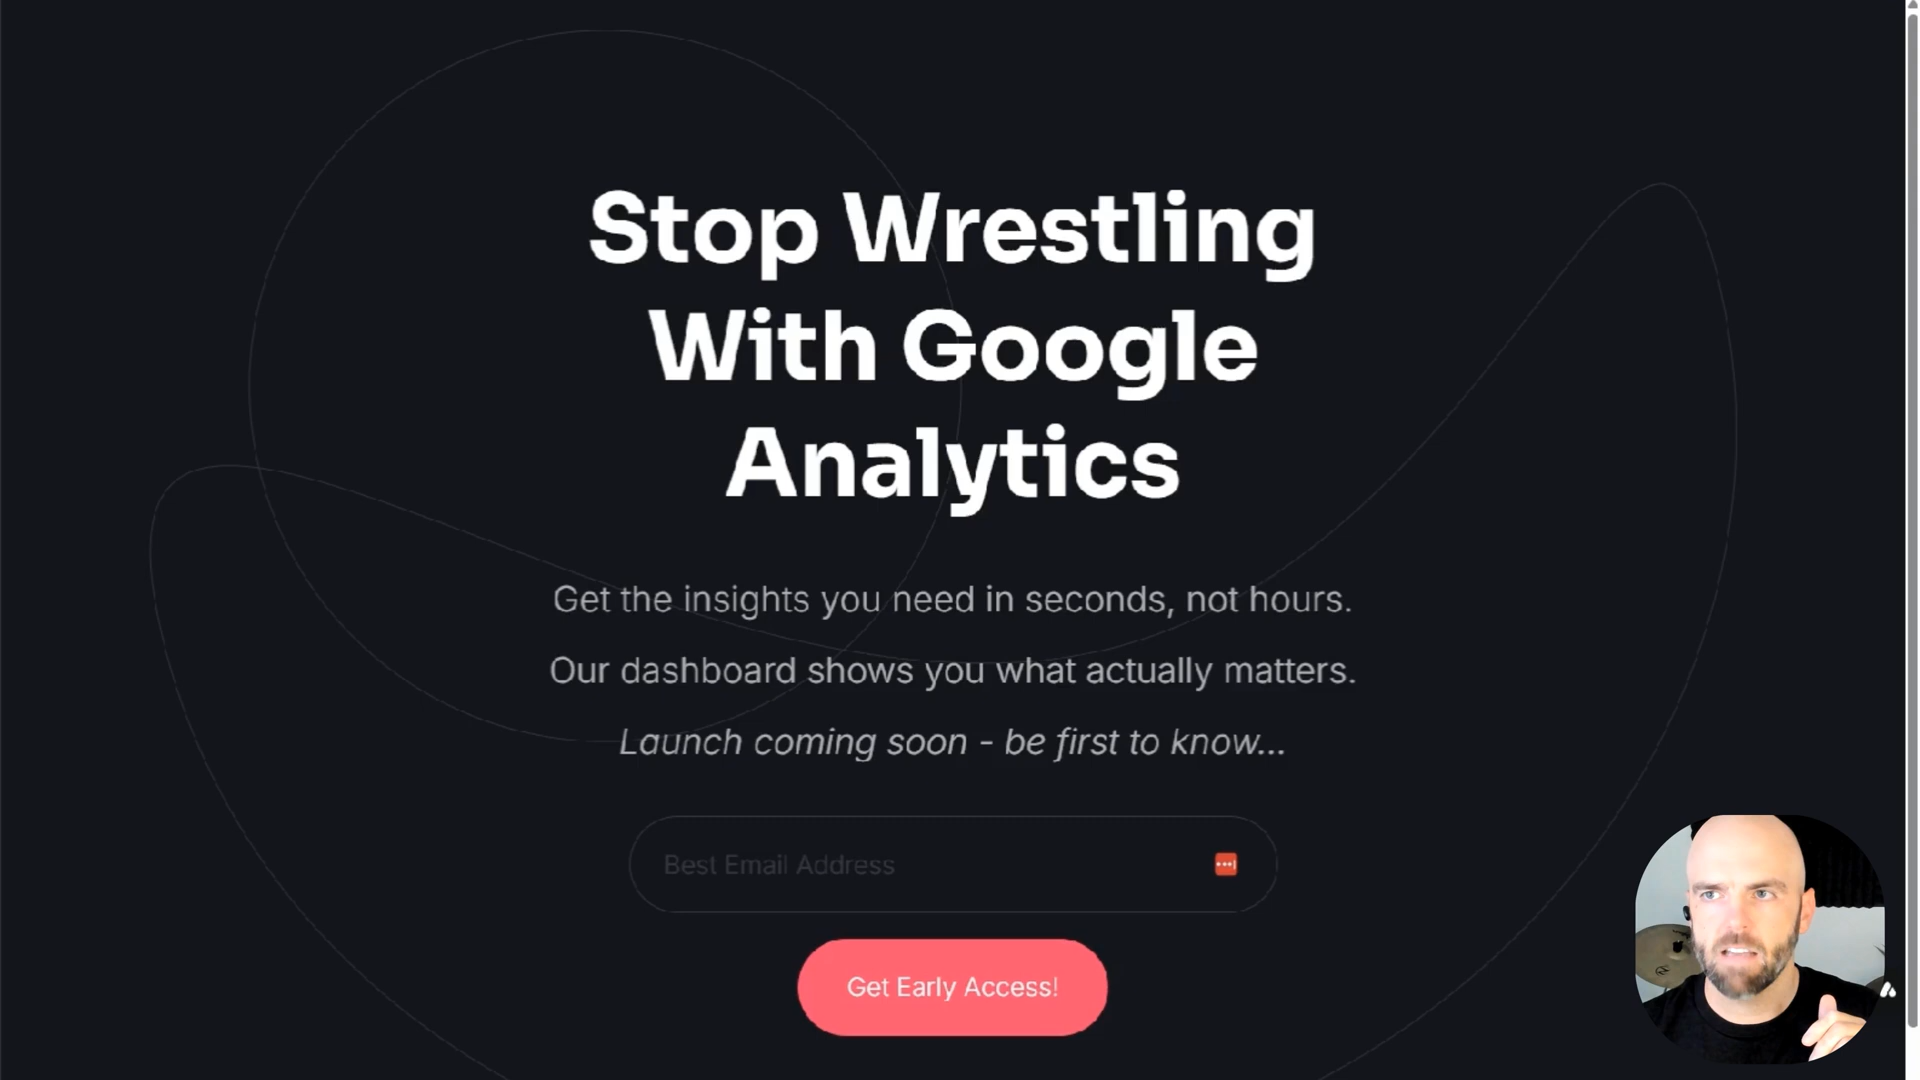 Stop Wrestling
With Google
Analytics
Get the insights you need in seconds, not hours.
Our dashboard shows you what actually matters.
Launch coming soon - be first to know...
Best Email Address
Get Early Access!